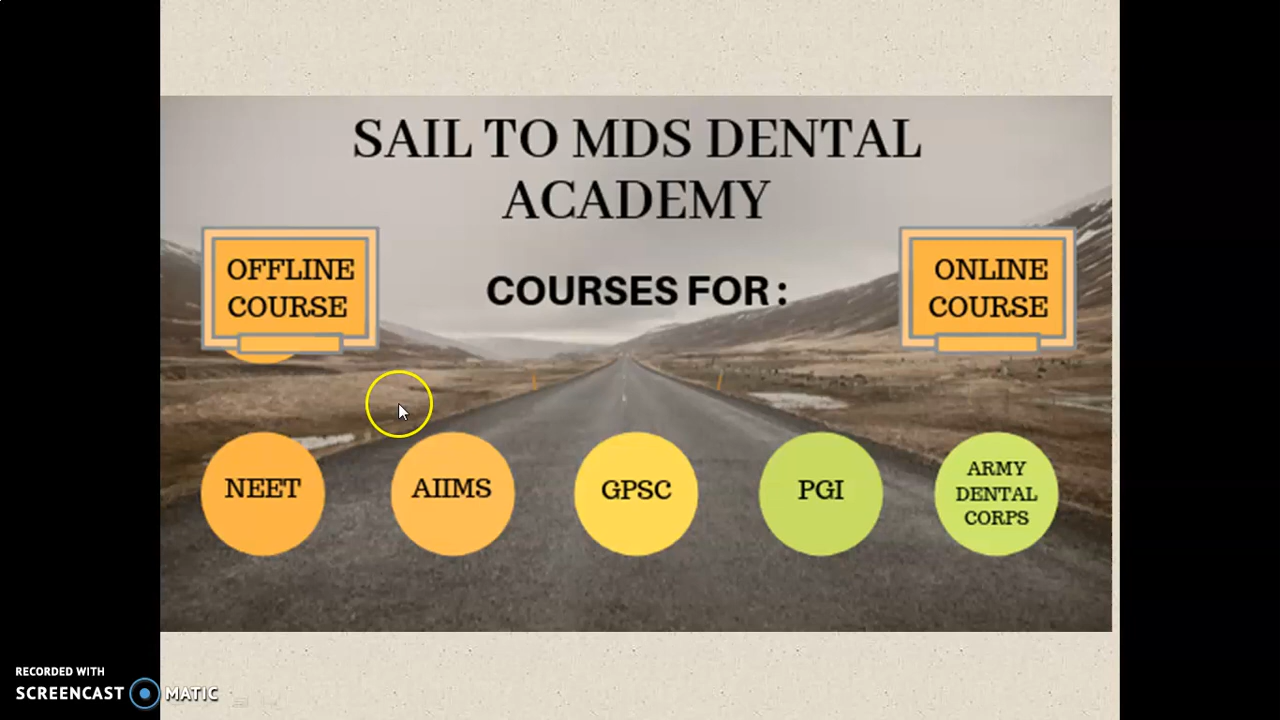 SAIL TO MDS DENTAL
ACADEMY
OFFLINE
COURSE
COURSES FOR :
ONLINE
COURSE
NEET
AIIMS
GPSC
PGI
ARMY
DENTAL
CORPS
RECORDED WITH
SCREENCAST MATIC